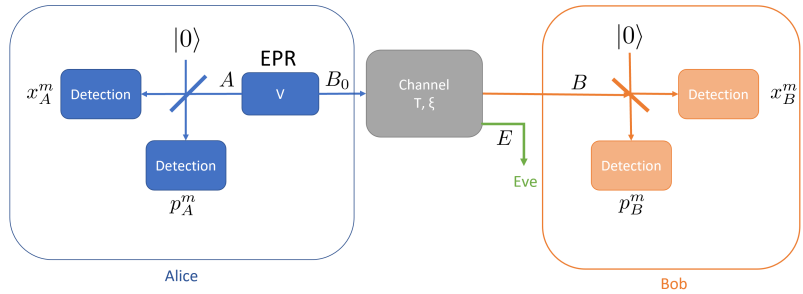 |0⟩
|0⟩
EPR
x_A^m
Detection
A
V
B_0
Channel
T, ξ
B
Detection
x_B^m
E
Detection
Eve
Detection
p_A^m
p_B^m
Alice
Bob